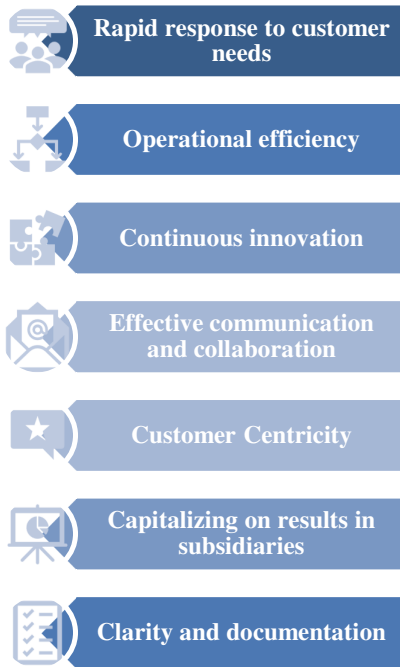 Rapid response to customer
needs
Operational efficiency
Continuous innovation
Effective communication
and collaboration
Customer Centricity
Capitalizing on results in
subsidiaries
Clarity and documentation